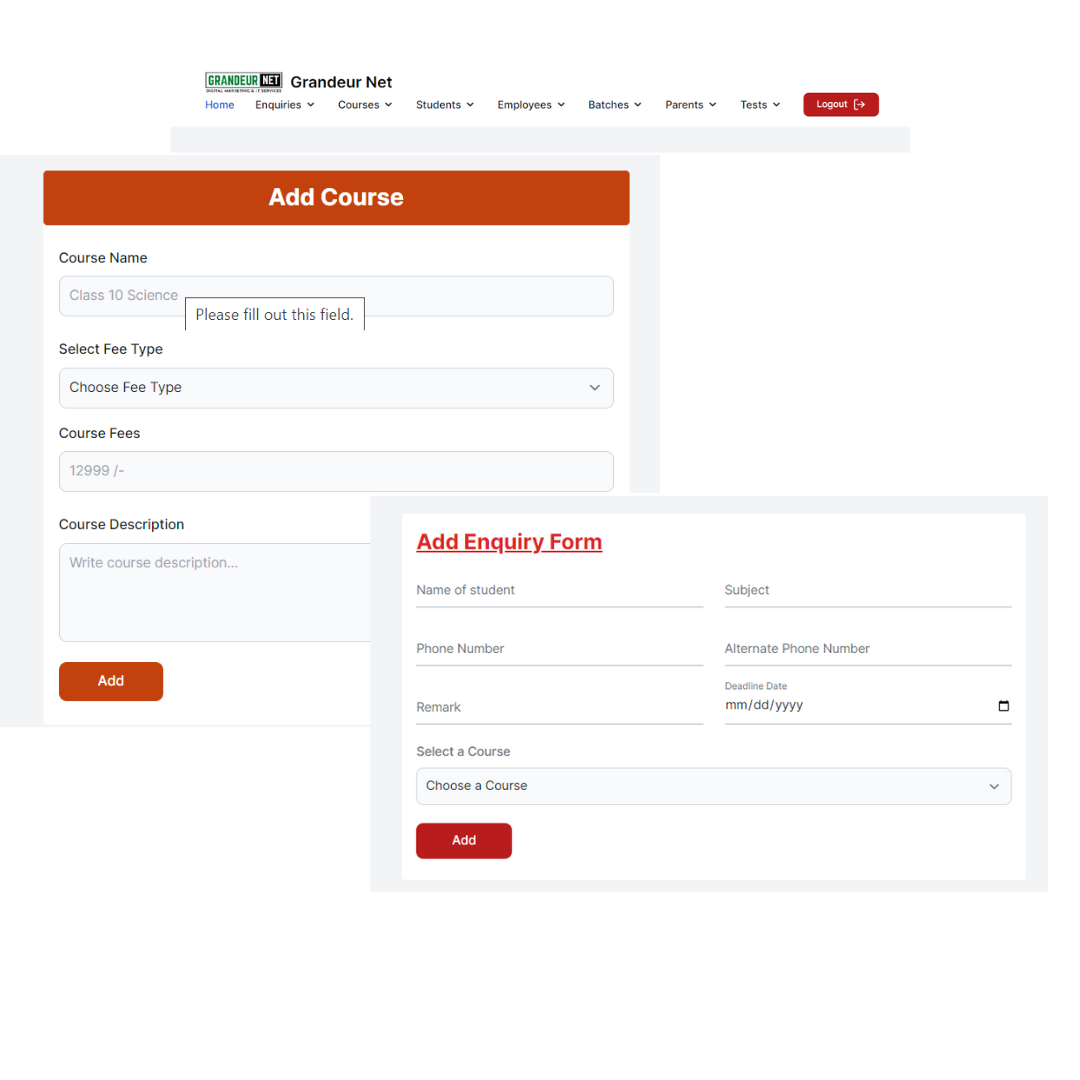 GRANDEUR NET
DIGITAL MARKETING & IT SERVICES
Grandeur Net
Home Enquiries Courses Students Employees Batches Parents Tests Logout
Add Course
Course Name
Class 10 Science
Please fill out this field.
Select Fee Type
Choose Fee Type
Course Fees
12999 /-
Course Description
Write course description...
Add
Add Enquiry Form
Name of student Subject
Phone Number Alternate Phone Number
Remark Deadline Date
mm/dd/yyyy
Select a Course
Choose a Course
Add